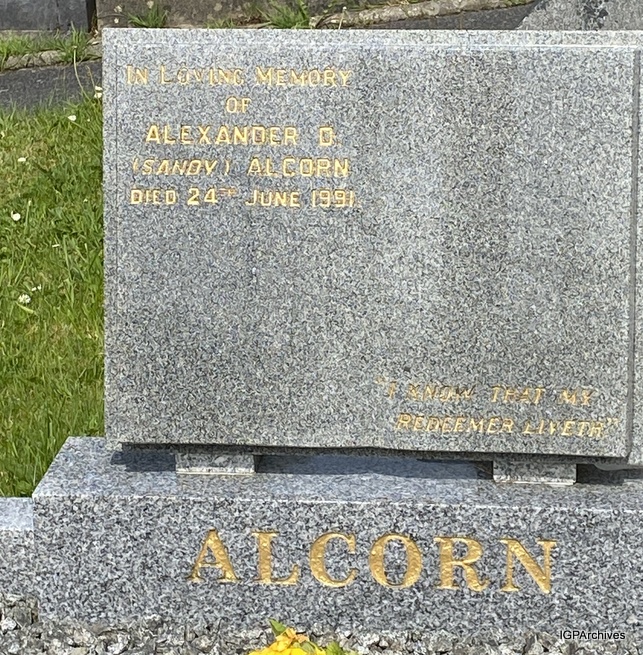 IN LOVING MEMORY
OF
ALEXANDER D.
(SANDY) ALCORN
DIED 24TH JUNE 1991.
"I KNOW THAT MY
REDEEMER LIVETH"
ALCORN
IGPArchives